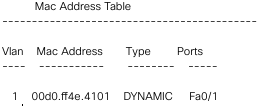 Mac Address Table
-------------------------------------------
Vlan Mac Address Type Ports
---- ----------- -------- -----
1 00d0.ff4e.4101 DYNAMIC Fa0/1